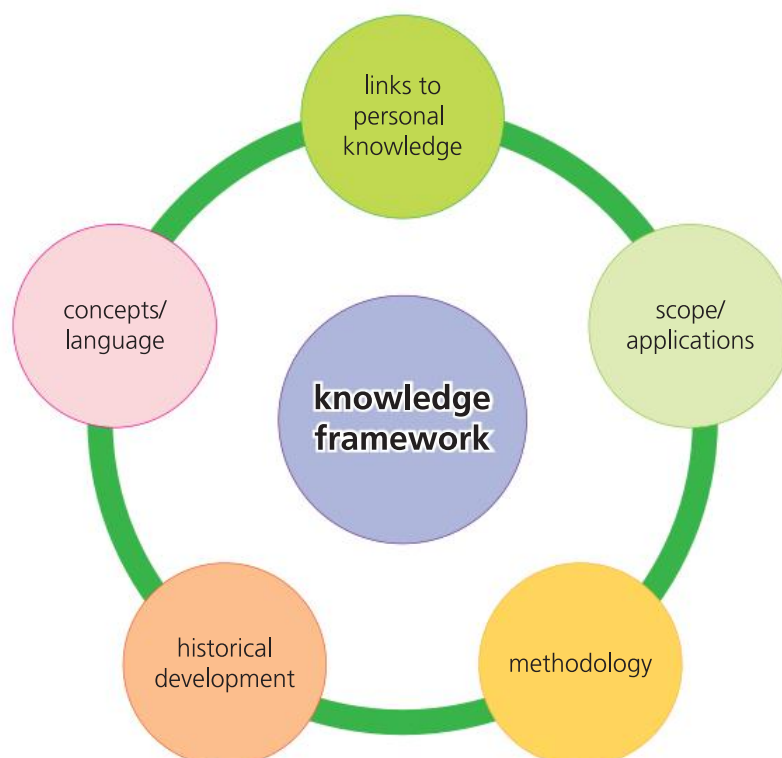 links to
personal
knowledge
scope/
applications
concepts/
language
knowledge
framework
historical
development
methodology